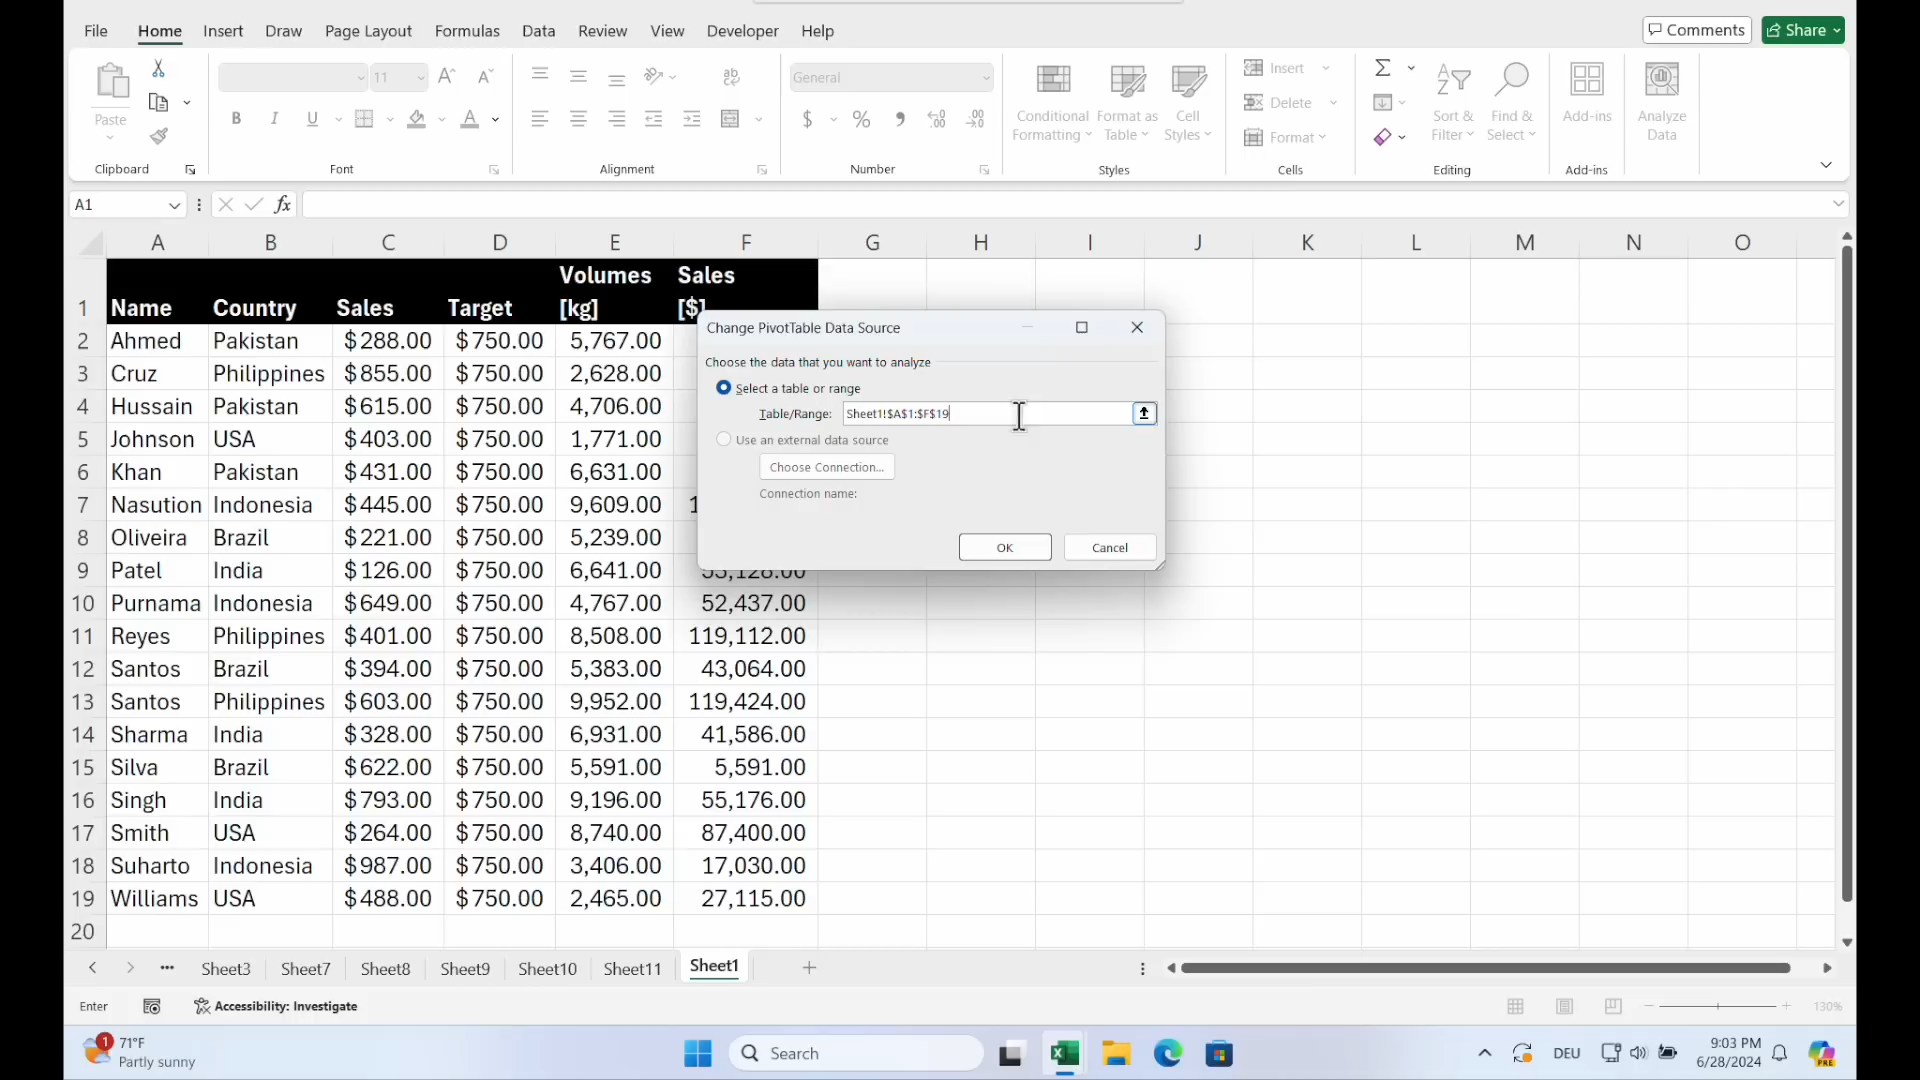 File Home Insert Draw Page Layout Formulas Data Review View Developer Help Comments Share
11 General
Paste B I U $ % Conditional Formatting Format as Table Cell Styles Insert Delete Format Sort & Filter Find & Select Add-ins Analyze Data
Clipboard Font Alignment Number Styles Cells Editing Add-ins
A1 fx
A B C D E F G H I J K L M N O
1 Name Country Sales Target Volumes [kg] Sales [$]
2 Ahmed Pakistan $288.00 $750.00 5,767.00
3 Cruz Philippines $855.00 $750.00 2,628.00
4 Hussain Pakistan $615.00 $750.00 4,706.00
5 Johnson USA $403.00 $750.00 1,771.00
6 Khan Pakistan $431.00 $750.00 6,631.00
7 Nasution Indonesia $445.00 $750.00 9,609.00
8 Oliveira Brazil $221.00 $750.00 5,239.00
9 Patel India $126.00 $750.00 6,641.00
10 Purnama Indonesia $649.00 $750.00 4,767.00 52,437.00
11 Reyes Philippines $401.00 $750.00 8,508.00 119,112.00
12 Santos Brazil $394.00 $750.00 5,383.00 43,064.00
13 Santos Philippines $603.00 $750.00 9,952.00 119,424.00
14 Sharma India $328.00 $750.00 6,931.00 41,586.00
15 Silva Brazil $622.00 $750.00 5,591.00 5,591.00
16 Singh India $793.00 $750.00 9,196.00 55,176.00
17 Smith USA $264.00 $750.00 8,740.00 87,400.00
18 Suharto Indonesia $987.00 $750.00 3,406.00 17,030.00
19 Williams USA $488.00 $750.00 2,465.00 27,115.00
20
Change PivotTable Data Source
Choose the data that you want to analyze
Select a table or range
Table/Range: Sheet1!$A$1:$F$19
Use an external data source
Choose Connection...
Connection name:
OK Cancel
Sheet3 Sheet7 Sheet8 Sheet9 Sheet10 Sheet11 Sheet1
Enter Accessibility: Investigate 130%
1 71°F
Partly sunny
Search
DEU
9:03 PM
6/28/2024
PRE